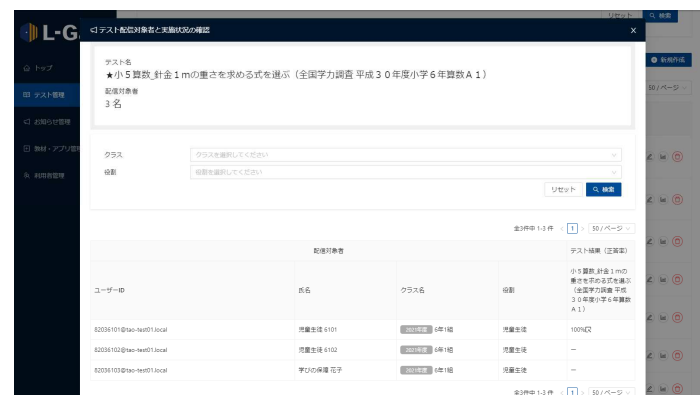 リセット
検索
L-G
テスト配信対象者と実施状況の確認
X
トップ
新規作成
テスト管理
50 / ページ
お知らせ管理
教材・アプリ管理
利用者管理
テスト名
★小５算数_針金１mの重さを求める式を選ぶ（全国学力調査 平成３０年度小学６年算数Ａ１）
配信対象者
3 名
クラス
クラスを選択してください
役割
役割を選択してください
リセット
検索
全3件中 1-3 件 < 1 > 50 / ページ
配信対象者
テスト結果（正答率）
ユーザーID
氏名
クラス名
役割
小５算数_針金１mの
重さを求める式を選ぶ
（全国学力調査 平成
３０年度小学６年算数
Ａ１）
82036101@tao-test01.local 児童生徒 6101 2021年度 6年1組 児童生徒 100%
82036102@tao-test01.local 児童生徒 6102 2021年度 6年1組 児童生徒 --
82036103@tao-test01.local 学びの保障 花子 2021年度 6年1組 児童生徒 --
全3件中 1-3 件 < 1 > 50 / ページ